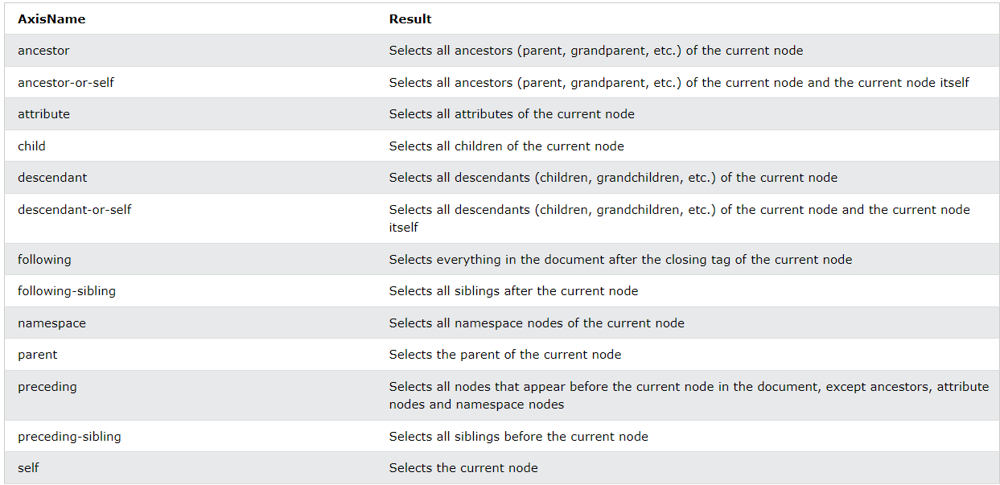 AxisName Result
ancestor Selects all ancestors (parent, grandparent, etc.) of the current node
ancestor-or-self Selects all ancestors (parent, grandparent, etc.) of the current node and the current node itself
attribute Selects all attributes of the current node
child Selects all children of the current node
descendant Selects all descendants (children, grandchildren, etc.) of the current node
descendant-or-self Selects all descendants (children, grandchildren, etc.) of the current node and the current node
itself
following Selects everything in the document after the closing tag of the current node
following-sibling Selects all siblings after the current node
namespace Selects all namespace nodes of the current node
parent Selects the parent of the current node
preceding Selects all nodes that appear before the current node in the document, except ancestors, attribute
nodes and namespace nodes
preceding-sibling Selects all siblings before the current node
self Selects the current node